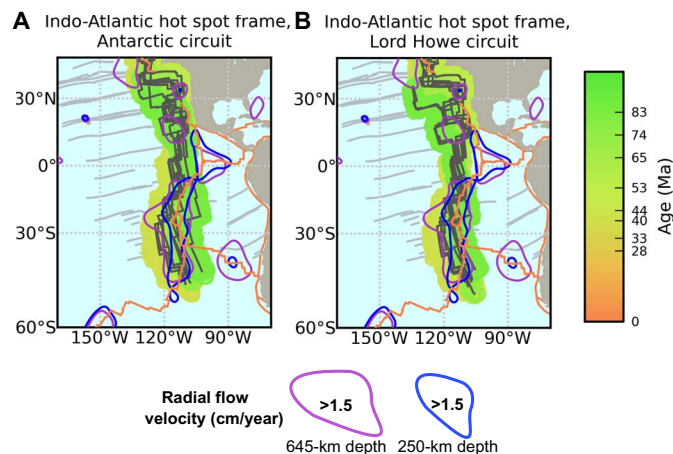 A Indo-Atlantic hot spot frame,
Antarctic circuit
B Indo-Atlantic hot spot frame,
Lord Howe circuit
30°N
0°
30°S
60°S
150°W 120°W 90°W
30°N
0°
30°S
60°S
150°W 120°W 90°W
83
74
65
53
44
40
33
28
0
Age (Ma)
Radial flow
velocity (cm/year)
>1.5
645-km depth
>1.5
250-km depth